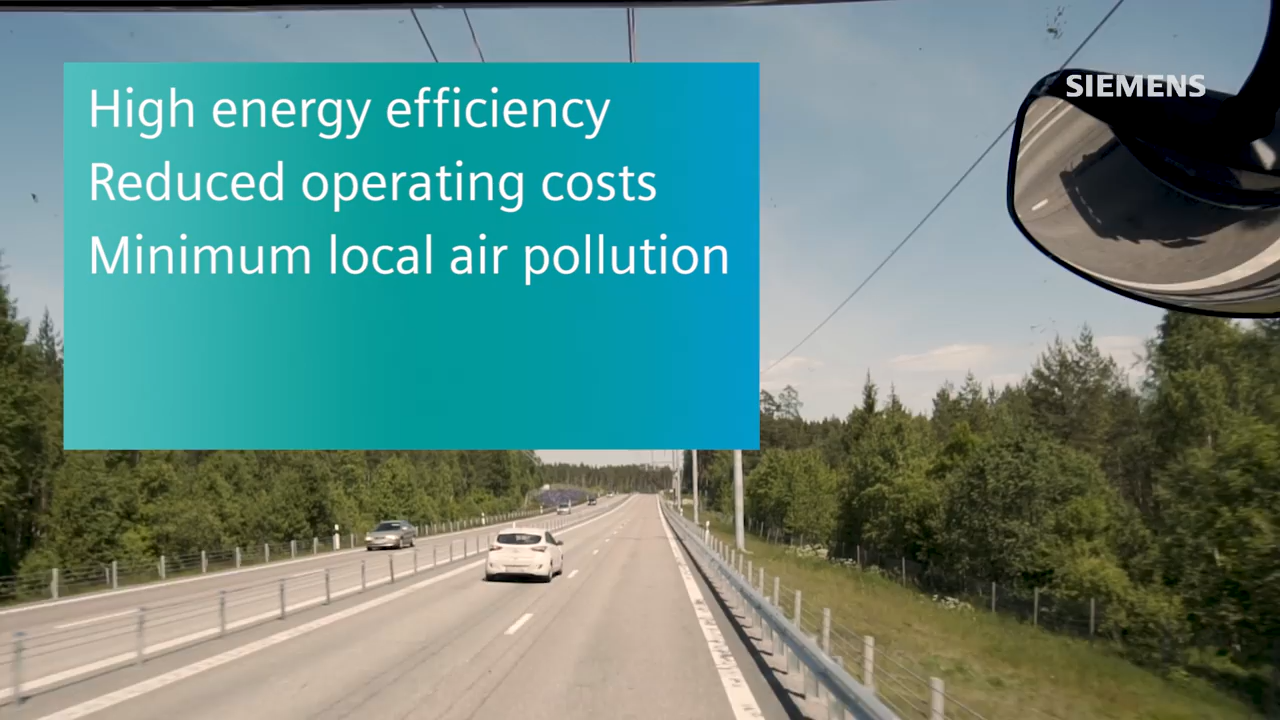 SIEMENS
High energy efficiency
Reduced operating costs
Minimum local air pollution